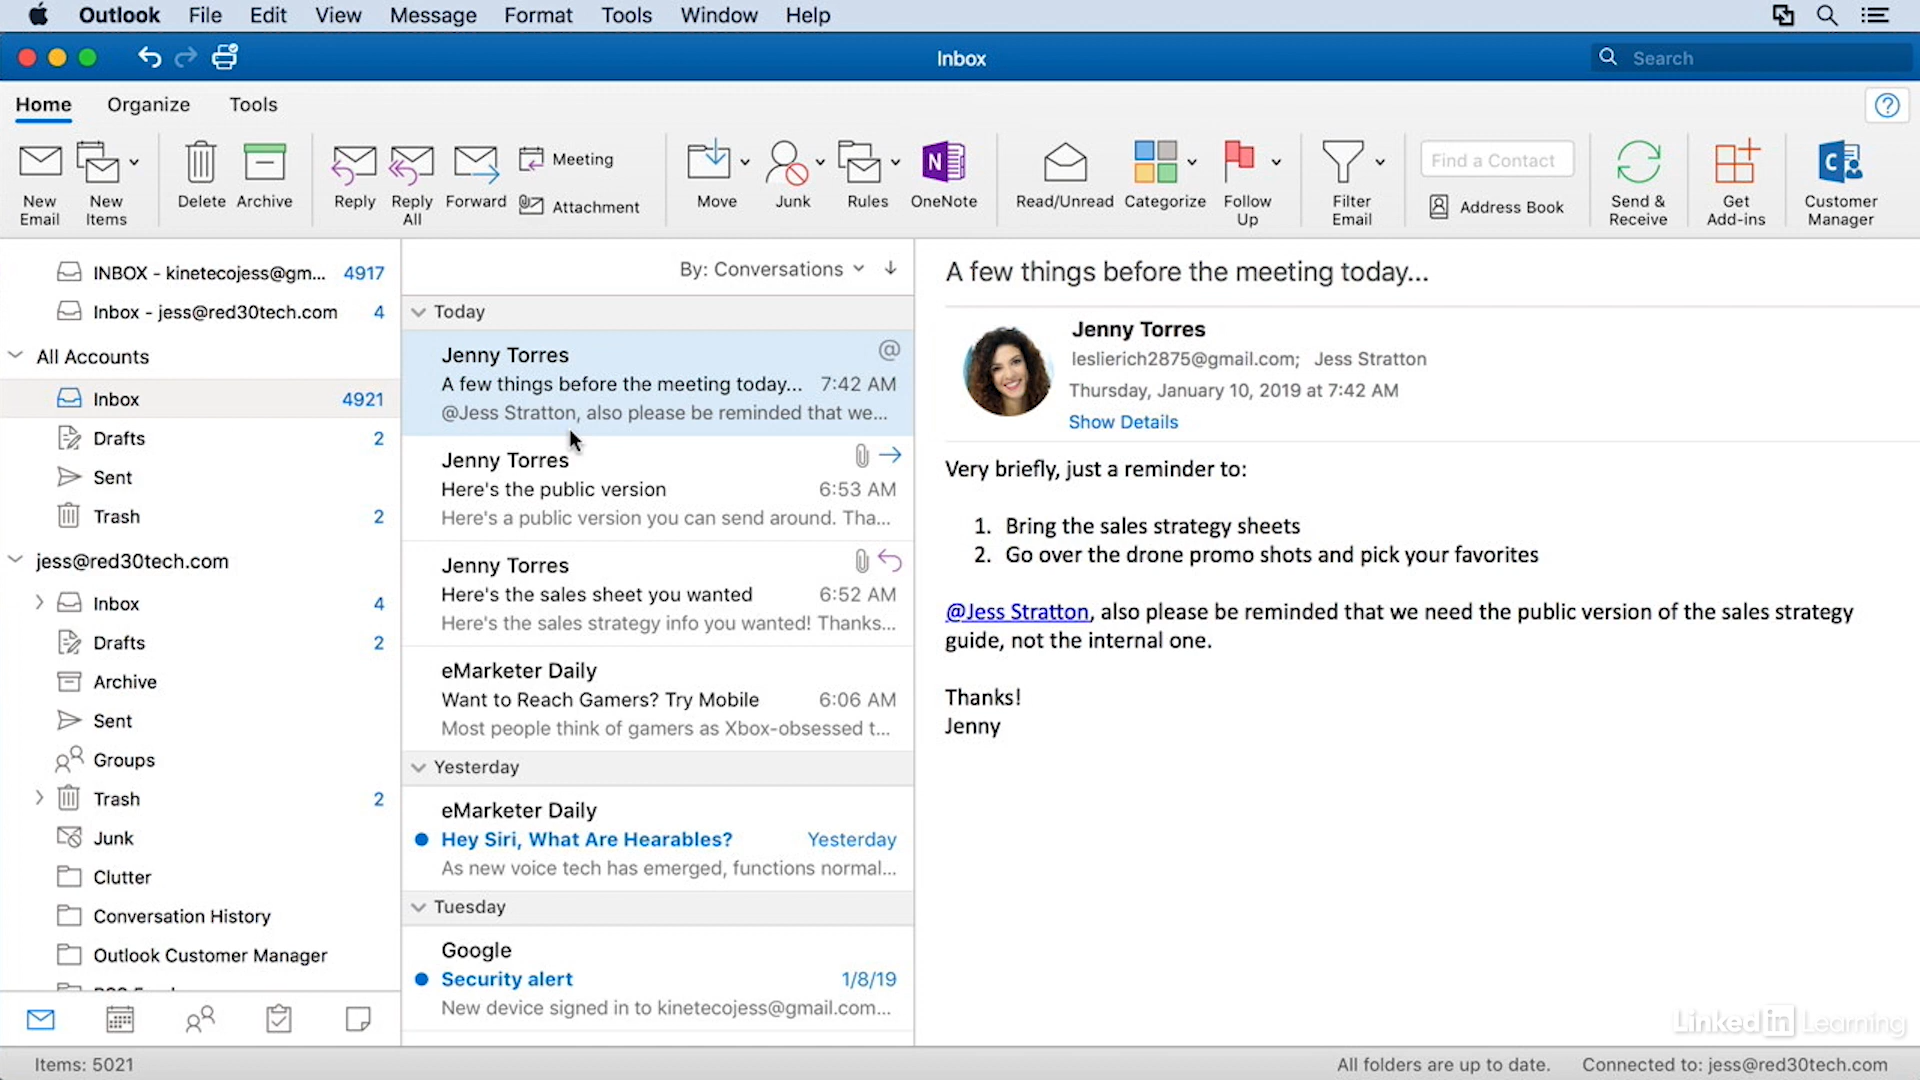 Outlook File Edit View Message Format Tools Window Help
Inbox
Search
Home Organize Tools
New Email
New Items
Delete
Archive
Reply
Reply All
Forward
Meeting
Attachment
Move
Junk
Rules
N
OneNote
Read/Unread
Categorize
Follow Up
Filter Email
Find a Contact
Address Book
Send & Receive
Get Add-ins
C
Customer Manager
INBOX - kinetecojess@gm... 4917
Inbox - jess@red30tech.com 4
All Accounts
Inbox 4921
Drafts 2
Sent
Trash 2
jess@red30tech.com
Inbox 4
Drafts 2
Archive
Sent
Groups
Trash 2
Junk
Clutter
Conversation History
Outlook Customer Manager
By: Conversations
Today
Jenny Torres @
A few things before the meeting today... 7:42 AM
@Jess Stratton, also please be reminded that we...
Jenny Torres
Here's the public version 6:53 AM
Here's a public version you can send around. Tha...
Jenny Torres
Here's the sales sheet you wanted 6:52 AM
Here's the sales strategy info you wanted! Thanks...
eMarketer Daily
Want to Reach Gamers? Try Mobile 6:06 AM
Most people think of gamers as Xbox-obsessed t...
Yesterday
eMarketer Daily
Hey Siri, What Are Hearables? Yesterday
As new voice tech has emerged, functions normal...
Tuesday
Google
Security alert 1/8/19
New device signed in to kinetecojess@gmail.com...
A few things before the meeting today...
Jenny Torres
leslierich2875@gmail.com; Jess Stratton
Thursday, January 10, 2019 at 7:42 AM
Show Details
Very briefly, just a reminder to:
1. Bring the sales strategy sheets
2. Go over the drone promo shots and pick your favorites
@Jess Stratton, also please be reminded that we need the public version of the sales strategy
guide, not the internal one.
Thanks!
Jenny
Linked in Learning
Items: 5021
All folders are up to date. Connected to: jess@red30tech.com